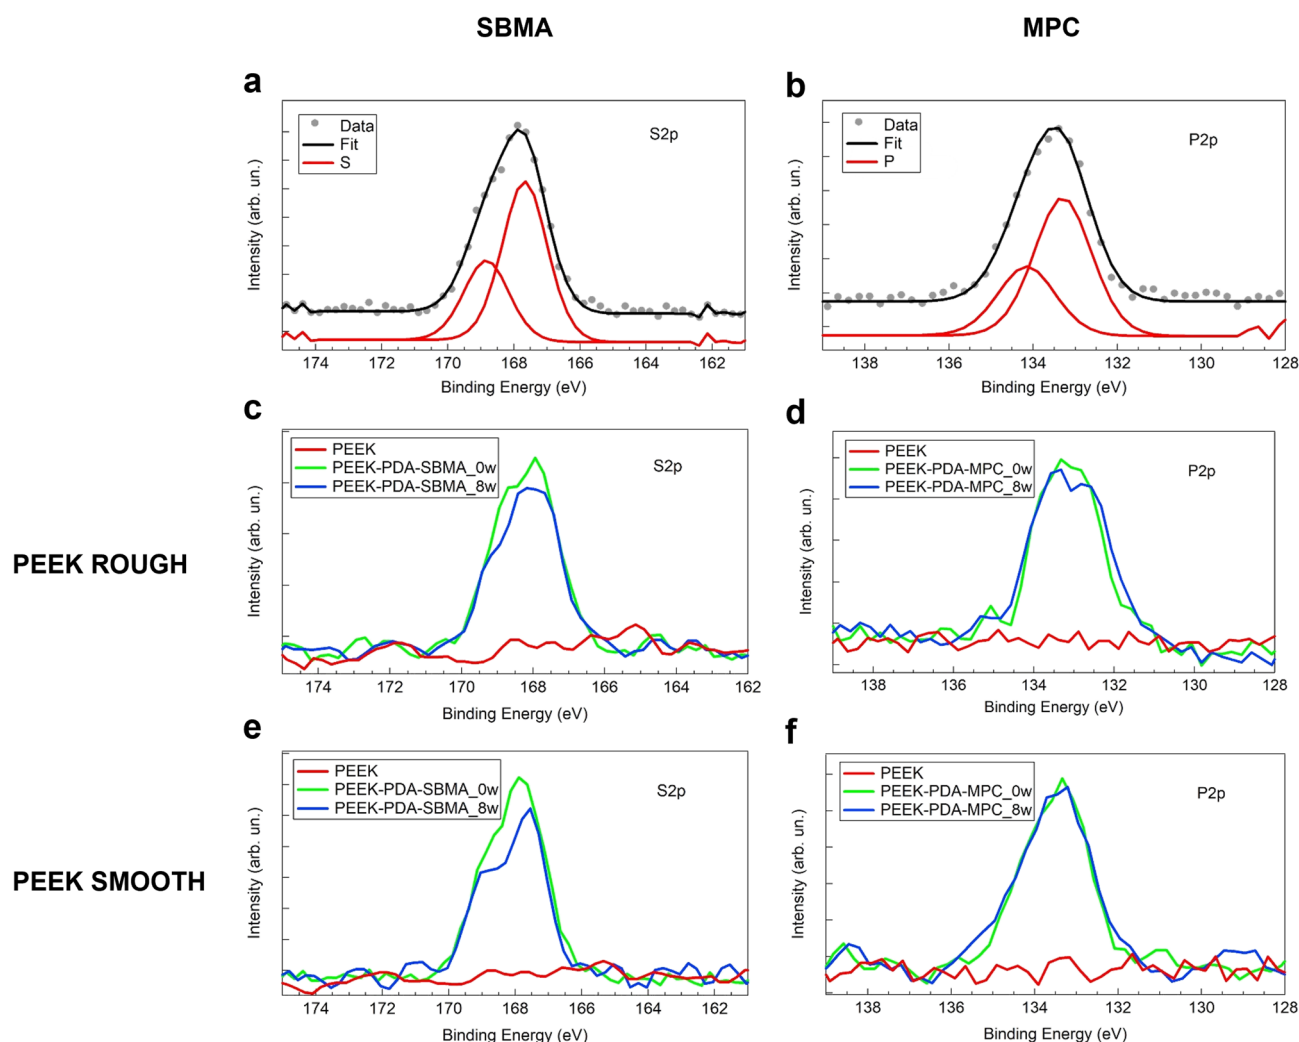 SBMA
MPC
a
Data
Fit
S
S2p
Intensity (arb. un.)
174
172
170
168
166
164
162
Binding Energy (eV)
b
Data
Fit
P
P2p
Intensity (arb. un.)
138
136
134
132
130
128
Binding Energy (eV)
PEEK ROUGH
c
PEEK
PEEK-PDA-SBMA_0w
PEEK-PDA-SBMA_8w
S2p
Intensity (arb. un.)
174
172
170
168
166
164
162
Binding Energy (eV)
d
PEEK
PEEK-PDA-MPC_0w
PEEK-PDA-MPC_8w
P2p
Intensity (arb. un.)
138
136
134
132
130
128
Binding Energy (eV)
PEEK SMOOTH
e
PEEK
PEEK-PDA-SBMA_0w
PEEK-PDA-SBMA_8w
S2p
Intensity (arb. un.)
174
172
170
168
166
164
162
Binding Energy (eV)
f
PEEK
PEEK-PDA-MPC_0w
PEEK-PDA-MPC_8w
P2p
Intensity (arb. un.)
138
136
134
132
130
128
Binding Energy (eV)